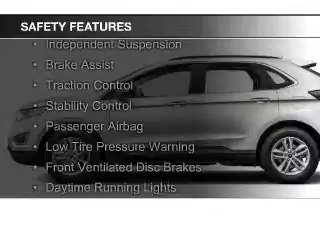 SAFETY FEATURES
• Independent Suspension
• Brake Assist
• Traction Control
• Stability Control
• Passenger Airbag
• Low Tire Pressure Warning
• Front Ventilated Disc Brakes
• Daytime Running Lights